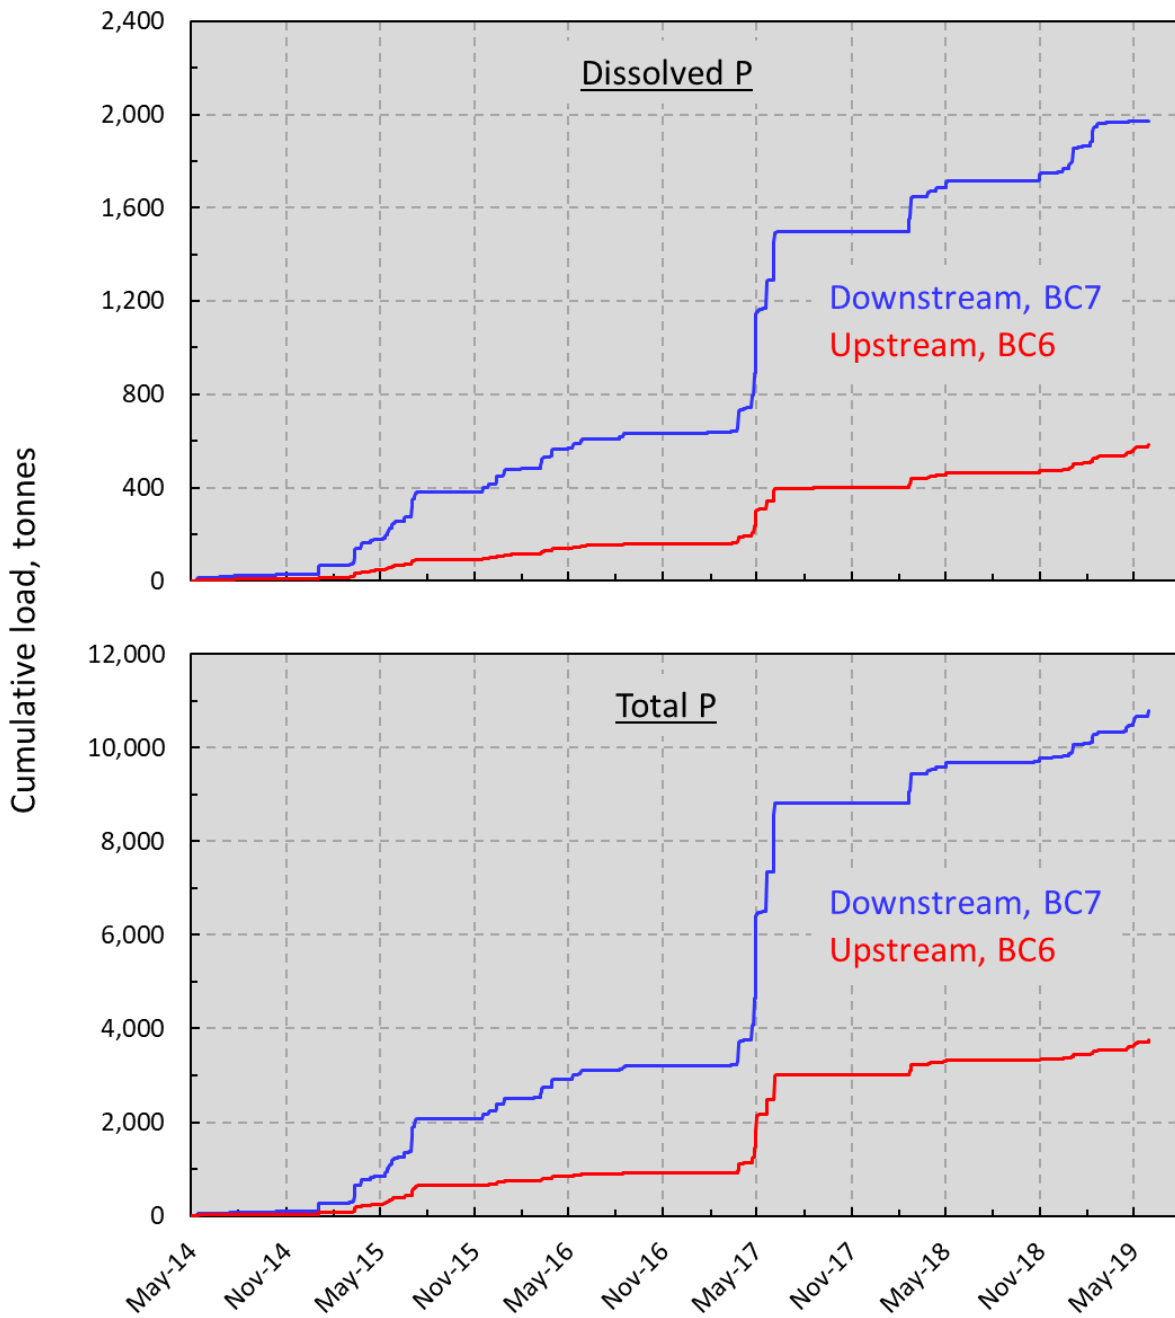 2,400
Dissolved P
2,000
1,600
1,200
Downstream, BC7
Upstream, BC6
800
400
0
Cumulative load, tonnes
12,000
Total P
10,000
8,000
Downstream, BC7
6,000
Upstream, BC6
4,000
2,000
0
May-14
Nov-14
May-15
Nov-15
May-16
Nov-16
May-17
Nov-17
May-18
Nov-18
May-19